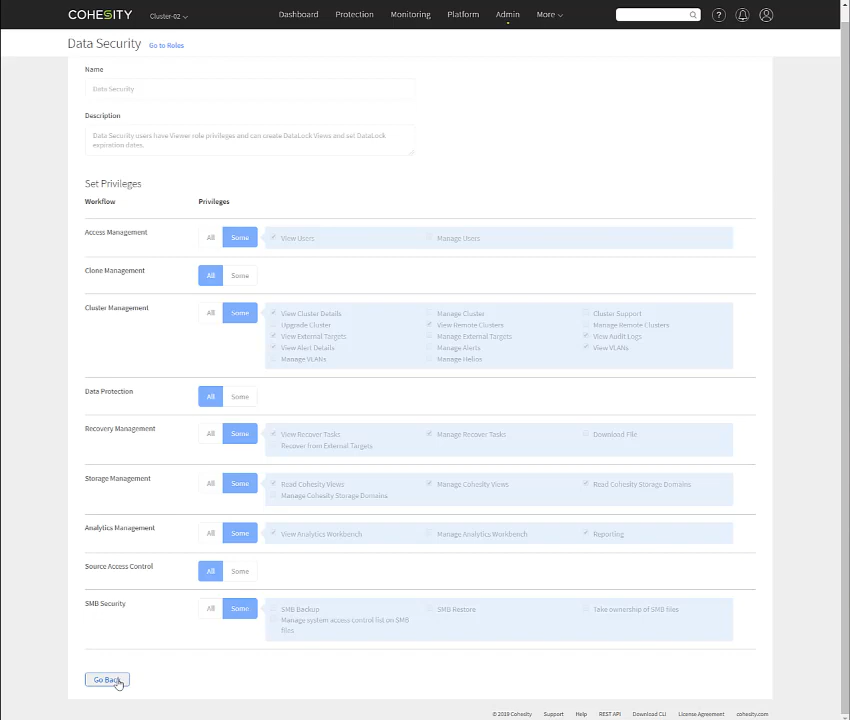 COHESITY Cluster-02 Dashboard Protection Monitoring Platform Admin More
Data Security Go to Roles
Name
Data Security
Description
Data Security users have Viewer role privileges and can create DataLock Views and set DataLock
expiration dates.
Set Privileges
Workflow Privileges
Access Management All Some View Users Manage Users
Clone Management All Some
Cluster Management All Some View Cluster Details Manage Cluster Cluster Support
Upgrade Cluster View Remote Clusters Manage Remote Clusters
View External Targets Manage External Targets View Audit Logs
View Alert Details Manage Alerts View VLANs
Manage VLANs Manage Helios
Data Protection All Some
Recovery Management All Some View Recover Tasks Manage Recover Tasks Download File
Recover from External Targets
Storage Management All Some Read Cohesity Views Manage Cohesity Views Read Cohesity Storage Domains
Manage Cohesity Storage Domains
Analytics Management All Some View Analytics Workbench Manage Analytics Workbench Reporting
Source Access Control All Some
SMB Security All Some SMB Backup SMB Restore Take ownership of SMB files
Manage system access control list on SMB
files
Go Back
© 2019 Cohesity Support Help REST API Download CLI License Agreement cohesity.com